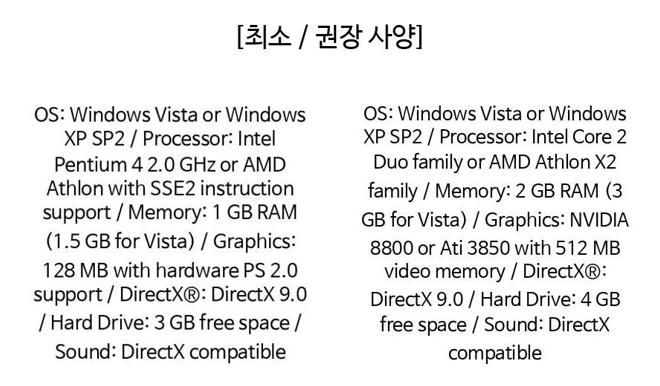 [최소 / 권장 사양]
OS: Windows Vista or Windows
XP SP2 / Processor: Intel
Pentium 4 2.0 GHz or AMD
Athlon with SSE2 instruction
support / Memory: 1 GB RAM
(1.5 GB for Vista) / Graphics:
128 MB with hardware PS 2.0
support / DirectX®: DirectX 9.0
/ Hard Drive: 3 GB free space /
Sound: DirectX compatible
OS: Windows Vista or Windows
XP SP2 / Processor: Intel Core 2
Duo family or AMD Athlon X2
family / Memory: 2 GB RAM (3
GB for Vista) / Graphics: NVIDIA
8800 or Ati 3850 with 512 MB
video memory / DirectX®:
DirectX 9.0 / Hard Drive: 4 GB
free space / Sound: DirectX
compatible